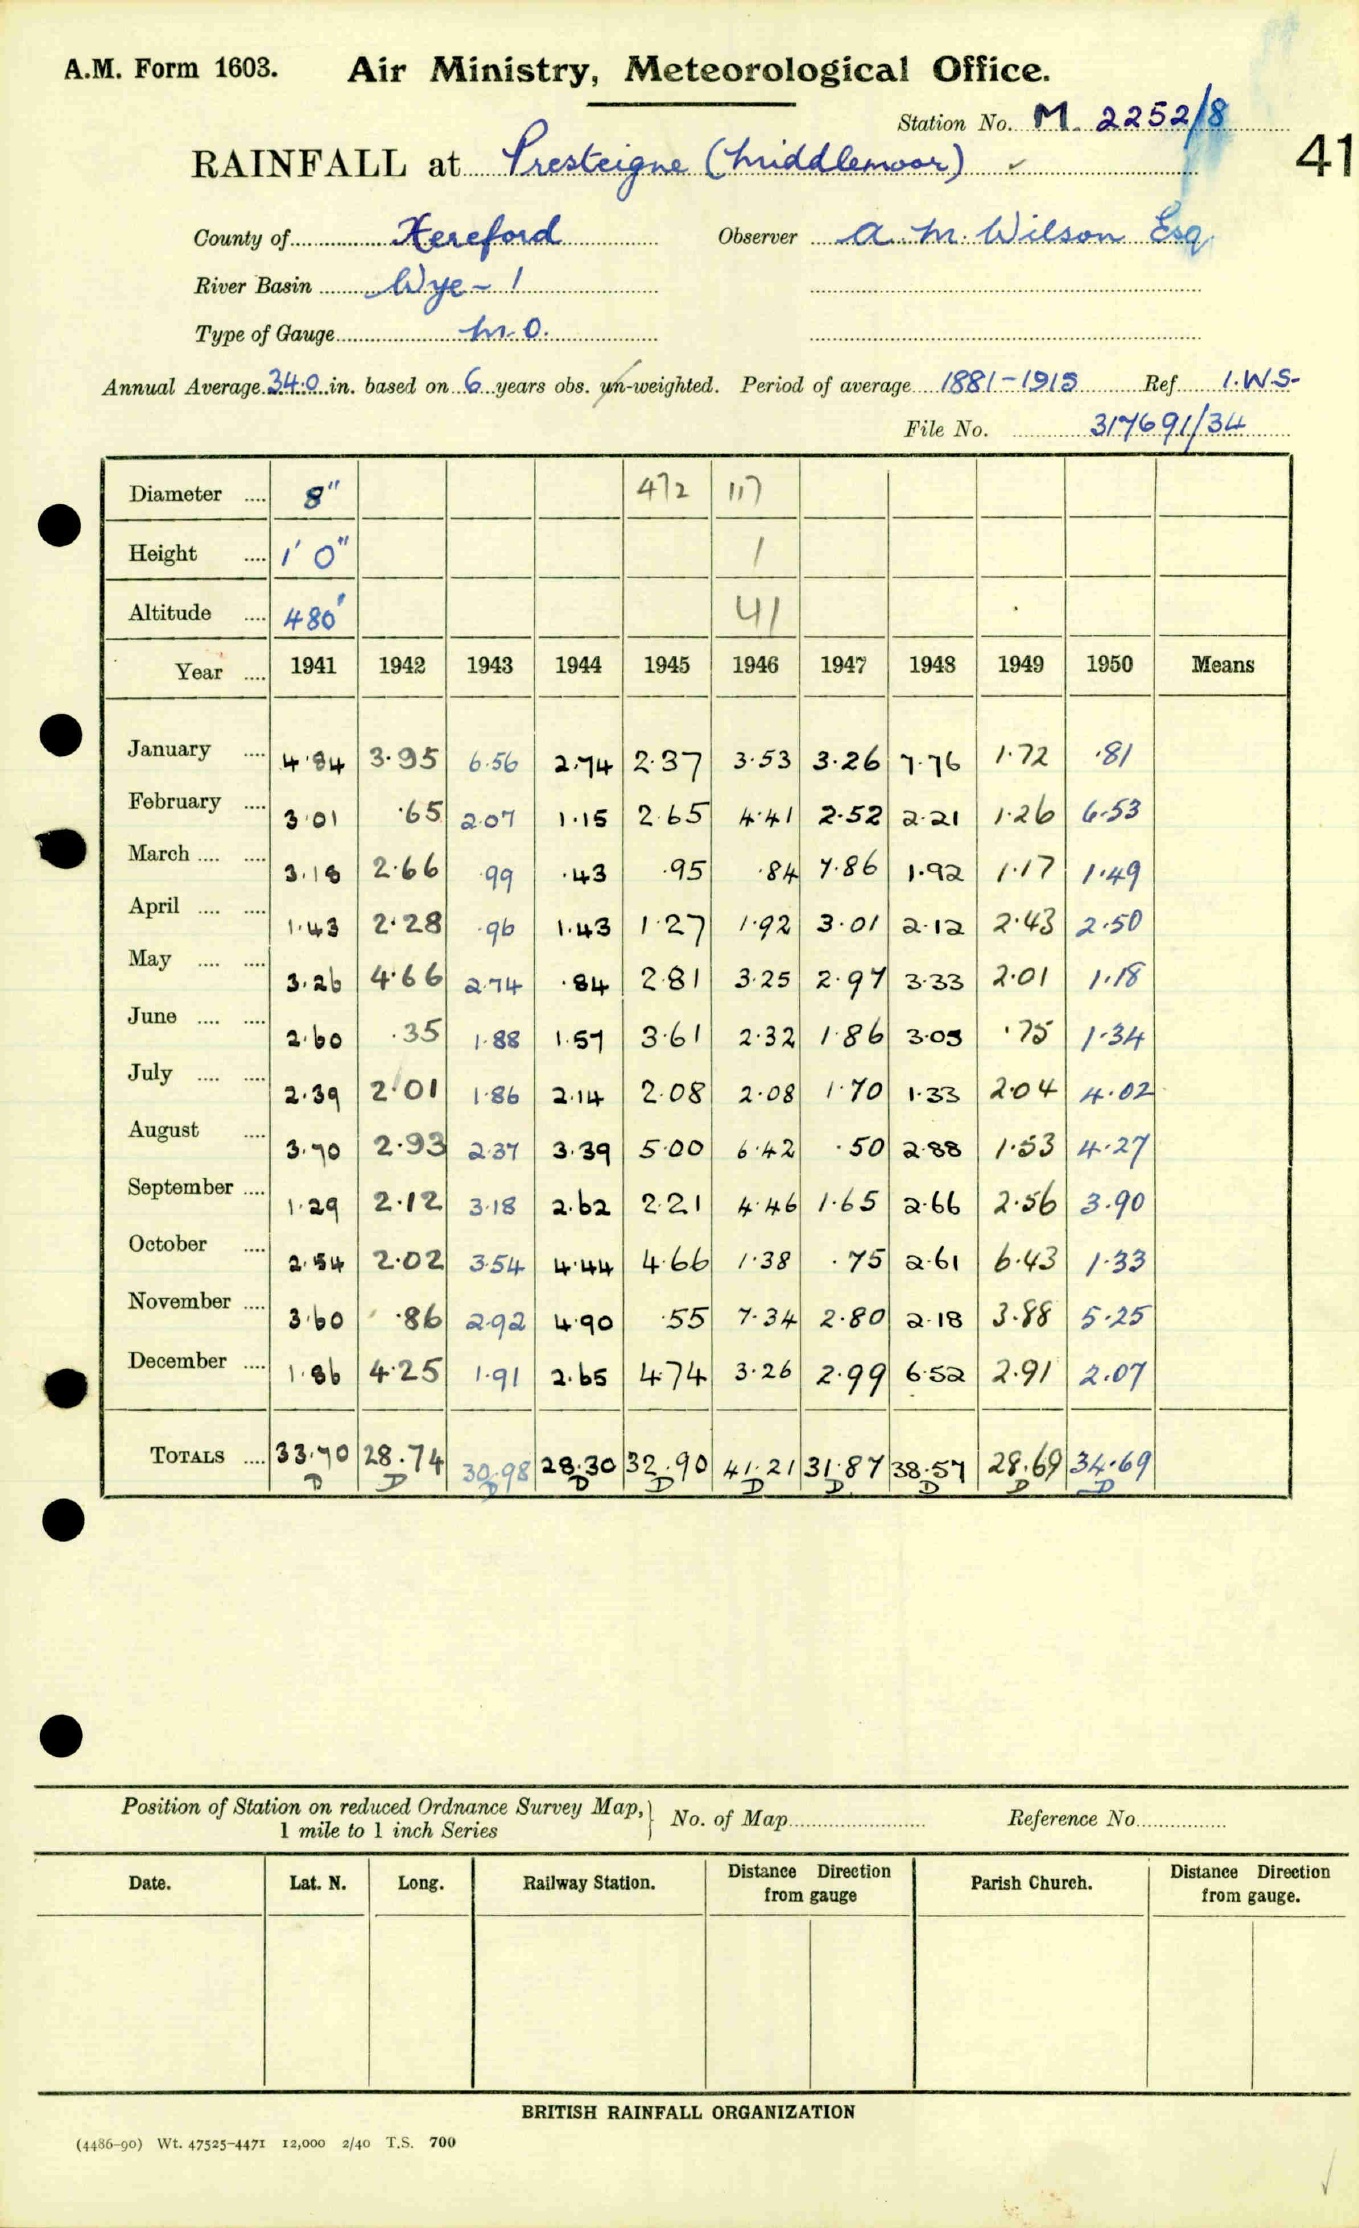 A.M. Form 1603. Air Ministry, Meteorological Office.
Station No. M. 2252/8
RAINFALL at Presteigne (Middlemoor) ✓
41
County of Hereford Observer A. M. Wilson Esq.
River Basin Wye - 1
Type of Gauge M.O.
Annual Average 34.0 in. based on 6 years obs. un-weighted. Period of average 1881-1915 Ref. I.W.S.
File No. 317691/34
Diameter .... 8" 472 117
Height .... 1' 0" 1
Altitude .... 480' 41
Year .... 1941 1942 1943 1944 1945 1946 1947 1948 1949 1950 Means
January .... 4.84 3.95 6.56 2.74 2.37 3.53 3.26 7.76 1.72 .81
February .... 3.01 .65 2.07 1.15 2.65 4.41 2.52 2.21 1.26 6.53
March .... .... 3.18 2.66 .99 .43 .95 .84 7.86 1.92 1.17 1.49
April .... .... 1.43 2.28 .96 1.43 1.27 1.92 3.01 2.12 2.43 2.50
May .... .... 3.26 4.66 2.74 .84 2.81 3.25 2.97 3.33 2.01 1.18
June .... .... 2.60 .35 1.88 1.57 3.61 2.32 1.86 3.05 .75 1.34
July .... .... 2.39 2.01 1.86 2.14 2.08 2.08 1.70 1.33 2.04 4.02
August .... 3.70 2.93 2.37 3.39 5.00 6.42 .50 2.88 1.53 4.27
September .... 1.29 2.12 3.18 2.62 2.21 4.46 1.65 2.66 2.56 3.90
October .... 2.54 2.02 3.54 4.44 4.66 1.38 .75 2.61 6.43 1.33
November .... 3.60 .86 2.92 4.90 .55 7.34 2.80 2.18 3.88 5.25
December .... 1.86 4.25 1.91 2.65 4.74 3.26 2.99 6.52 2.91 2.07
TOTALS .... 33.70 28.74 30.98 28.30 32.90 41.21 31.87 38.57 28.69 34.69
D D D D D D D D D D
Position of Station on reduced Ordnance Survey Map, 1 mile to 1 inch Series } No. of Map Reference No.
Date. Lat. N. Long. Railway Station. Distance Direction from gauge Parish Church. Distance Direction from gauge.
BRITISH RAINFALL ORGANIZATION
(4486-90) Wt. 47525-4471 12,000 2/40 T.S. 700